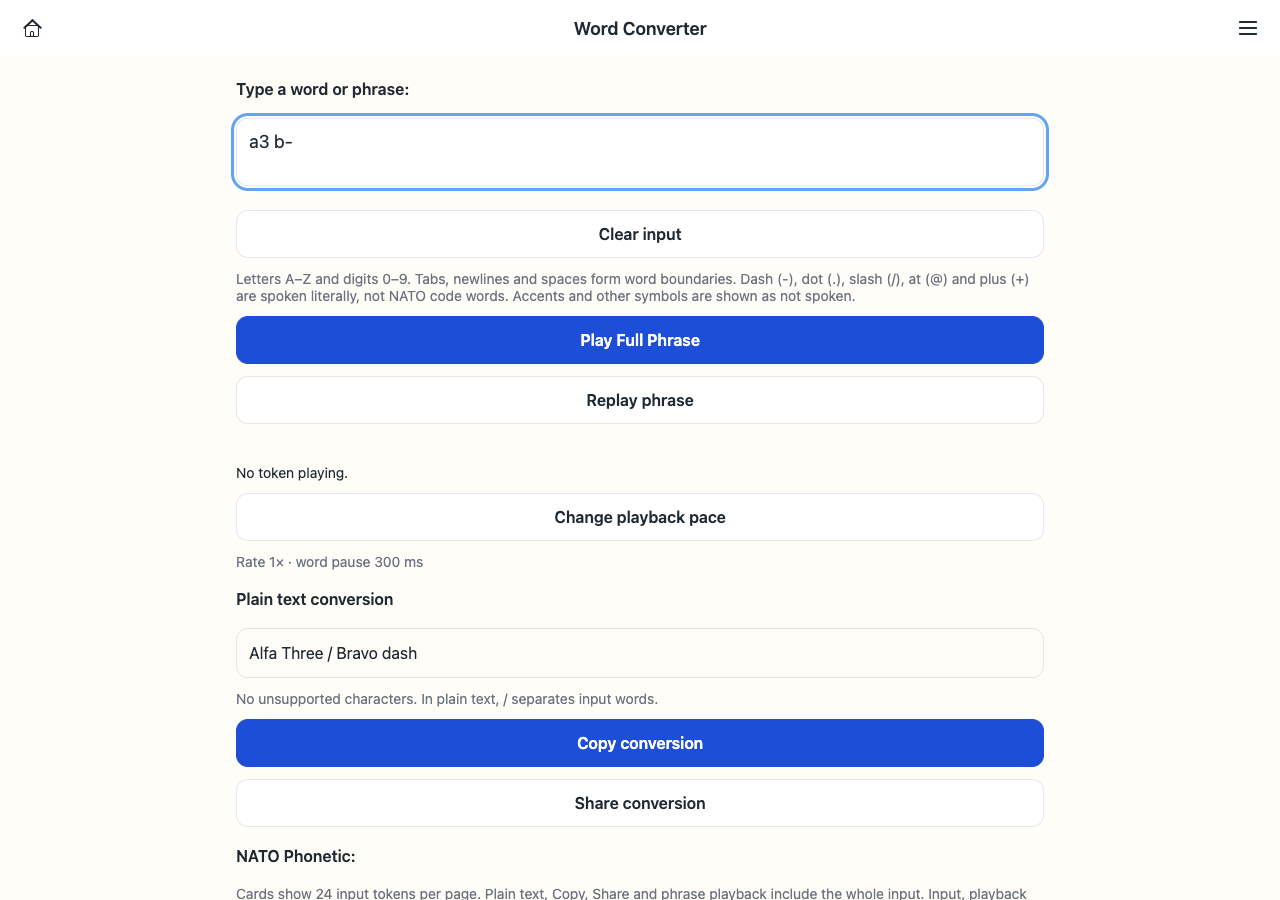 Word Converter
Type a word or phrase:
a3 b-
Clear input
Letters A–Z and digits 0–9. Tabs, newlines and spaces form word boundaries. Dash (-), dot (.), slash (/), at (@) and plus (+)
are spoken literally, not NATO code words. Accents and other symbols are shown as not spoken.
Play Full Phrase
Replay phrase
No token playing.
Change playback pace
Rate 1× · word pause 300 ms
Plain text conversion
Alfa Three / Bravo dash
No unsupported characters. In plain text, / separates input words.
Copy conversion
Share conversion
NATO Phonetic:
Cards show 24 input tokens per page. Plain text, Copy, Share and phrase playback include the whole input. Input, playback